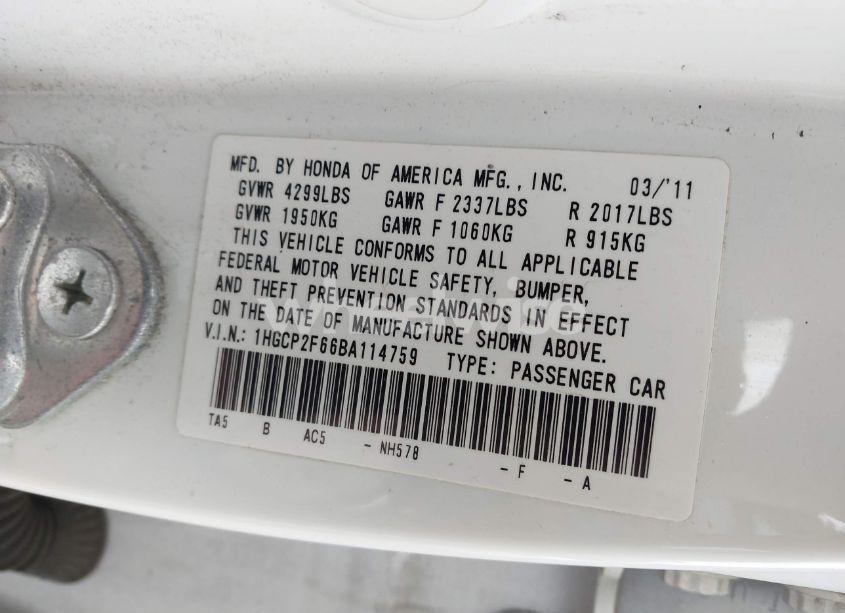 MFD. BY HONDA OF AMERICA MFG., INC. 03/'11
GVWR 4299LBS GAWR F 2337LBS R 2017LBS
GVWR 1950KG GAWR F 1060KG R 915KG
THIS VEHICLE CONFORMS TO ALL APPLICABLE
FEDERAL MOTOR VEHICLE SAFETY, BUMPER,
AND THEFT PREVENTION STANDARDS IN EFFECT
ON THE DATE OF MANUFACTURE SHOWN ABOVE.
V.I.N.: 1HGCP2F66BA114759 TYPE: PASSENGER CAR
TA5 B AC5 - NH578 - F - A